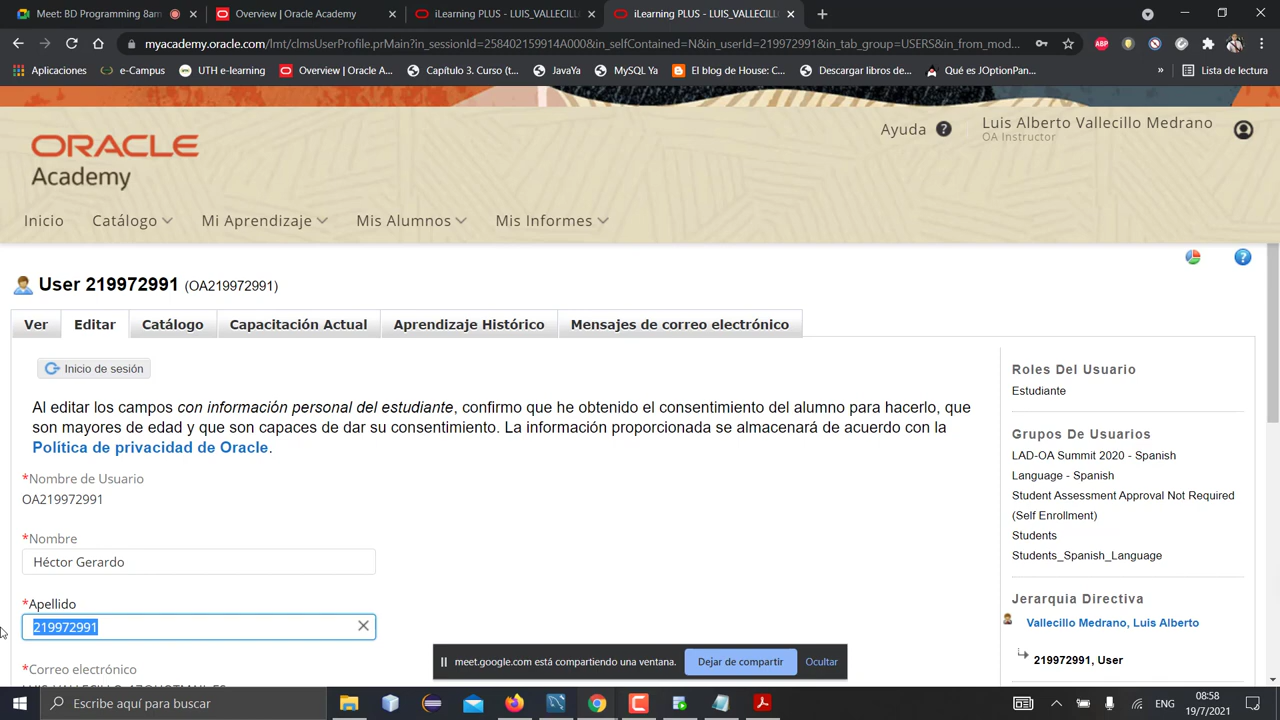 Meet: BD Programming 8am
Overview | Oracle Academy
iLearning PLUS - LUIS_VALLECILL
iLearning PLUS - LUIS_VALLECILL
myacademy.oracle.com/lmt/clmsUserProfile.prMain?in_sessionId=258402159014A000&in_selfContained=N&in_userId=219972991&in_tab_group=USERS&in_from_mod...
Aplicaciones
e-Campus
UTH e-learning
Overview | Oracle A...
Capítulo 3. Curso (t...
JavaYa
MySQL Ya
El blog de House: C...
Descargar libros de...
Qué es JOptionPan...
»
Lista de lectura
ORACLE
Academy
Ayuda ?
Luis Alberto Vallecillo Medrano
OA Instructor
Inicio
Catálogo
Mi Aprendizaje
Mis Alumnos
Mis Informes
User 219972991 (OA219972991)
Ver
Editar
Catálogo
Capacitación Actual
Aprendizaje Histórico
Mensajes de correo electrónico
Inicio de sesión
Al editar los campos con información personal del estudiante, confirmo que he obtenido el consentimiento del alumno para hacerlo, que
son mayores de edad y que son capaces de dar su consentimiento. La información proporcionada se almacenará de acuerdo con la
Política de privacidad de Oracle.
*Nombre de Usuario
OA219972991
*Nombre
Héctor Gerardo
*Apellido
219972991
*Correo electrónico
Roles Del Usuario
Estudiante
Grupos De Usuarios
LAD-OA Summit 2020 - Spanish
Language - Spanish
Student Assessment Approval Not Required
(Self Enrollment)
Students
Students_Spanish_Language
Jerarquia Directiva
Vallecillo Medrano, Luis Alberto
219972991, User
meet.google.com está compartiendo una ventana.
Dejar de compartir
Ocultar
Escribe aquí para buscar
ENG
08:58
19/7/2021